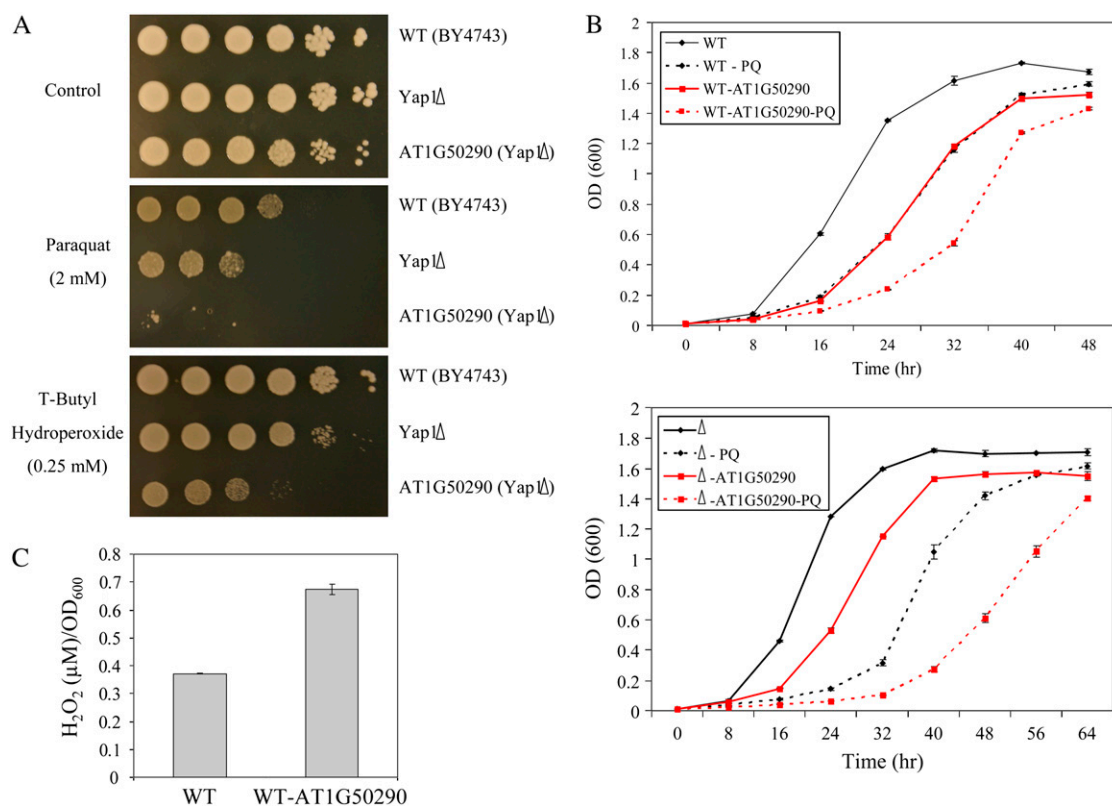 A
Control
WT (BY4743)
Yap1Δ
AT1G50290 (Yap1Δ)
Paraquat
(2 mM)
WT (BY4743)
Yap1Δ
AT1G50290 (Yap1Δ)
T-Butyl
Hydroperoxide
(0.25 mM)
WT (BY4743)
Yap1Δ
AT1G50290 (Yap1Δ)
B
WT
WT - PQ
WT-AT1G50290
WT-AT1G50290-PQ
OD (600)
2
1.8
1.6
1.4
1.2
1
0.8
0.6
0.4
0.2
0
0 8 16 24 32 40 48
Time (hr)
Δ
Δ - PQ
Δ -AT1G50290
Δ -AT1G50290-PQ
OD (600)
2
1.8
1.6
1.4
1.2
1
0.8
0.6
0.4
0.2
0
0 8 16 24 32 40 48 56 64
Time (hr)
C
H₂O₂ (μM)/OD₆₀₀
0.8
0.7
0.6
0.5
0.4
0.3
0.2
0.1
0
WT WT-AT1G50290